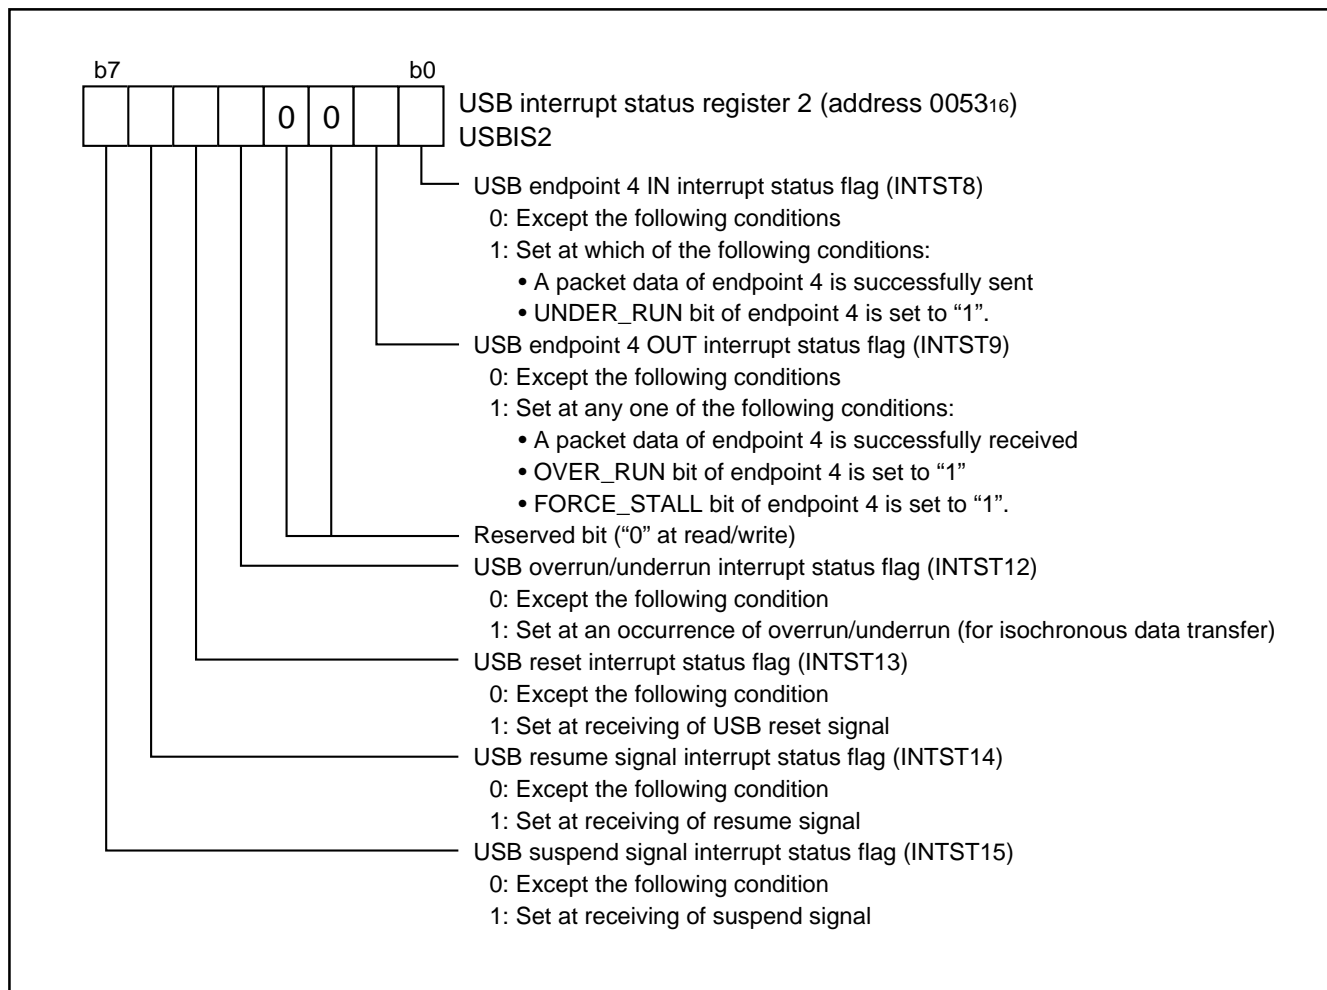 b7 b0
0 0
USB interrupt status register 2 (address 0053₁₆)
USBIS2
USB endpoint 4 IN interrupt status flag (INTST8)
0: Except the following conditions
1: Set at which of the following conditions:
• A packet data of endpoint 4 is successfully sent
• UNDER_RUN bit of endpoint 4 is set to “1”.
USB endpoint 4 OUT interrupt status flag (INTST9)
0: Except the following conditions
1: Set at any one of the following conditions:
• A packet data of endpoint 4 is successfully received
• OVER_RUN bit of endpoint 4 is set to “1”
• FORCE_STALL bit of endpoint 4 is set to “1”.
Reserved bit (“0” at read/write)
USB overrun/underrun interrupt status flag (INTST12)
0: Except the following condition
1: Set at an occurrence of overrun/underrun (for isochronous data transfer)
USB reset interrupt status flag (INTST13)
0: Except the following condition
1: Set at receiving of USB reset signal
USB resume signal interrupt status flag (INTST14)
0: Except the following condition
1: Set at receiving of resume signal
USB suspend signal interrupt status flag (INTST15)
0: Except the following condition
1: Set at receiving of suspend signal